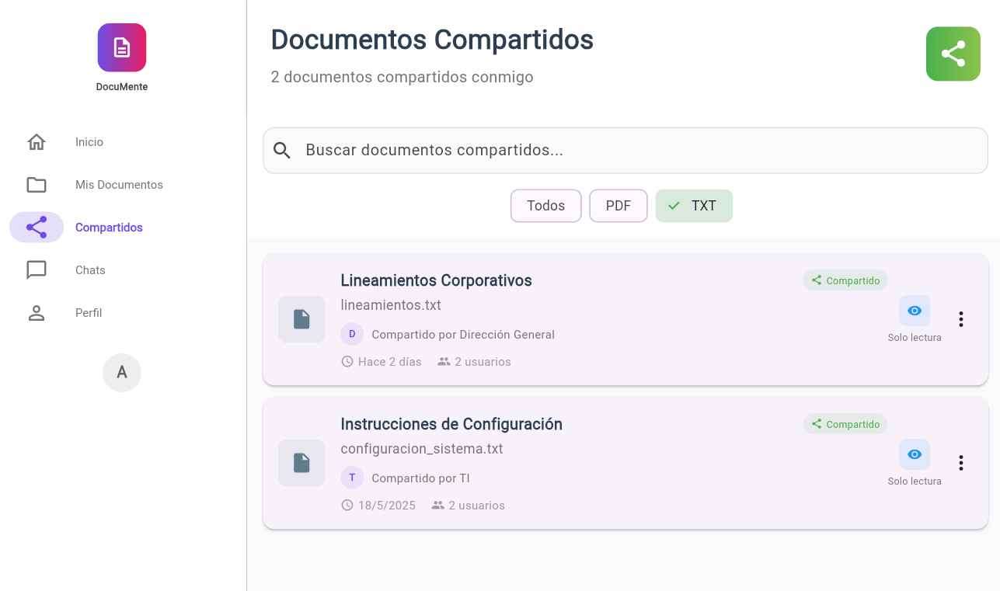 DocuMente
Inicio
Mis Documentos
Compartidos
Chats
Perfil
A
Documentos Compartidos
2 documentos compartidos conmigo
Buscar documentos compartidos...
Todos
PDF
TXT
Lineamientos Corporativos
Compartido
lineamientos.txt
D
Compartido por Dirección General
Solo lectura
Hace 2 días
2 usuarios
Instrucciones de Configuración
Compartido
configuracion_sistema.txt
T
Compartido por TI
Solo lectura
18/5/2025
2 usuarios